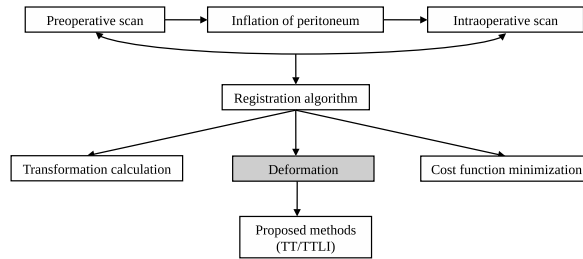 Preoperative scan
Inflation of peritoneum
Intraoperative scan
Registration algorithm
Transformation calculation
Deformation
Cost function minimization
Proposed methods
(TT/TTLI)